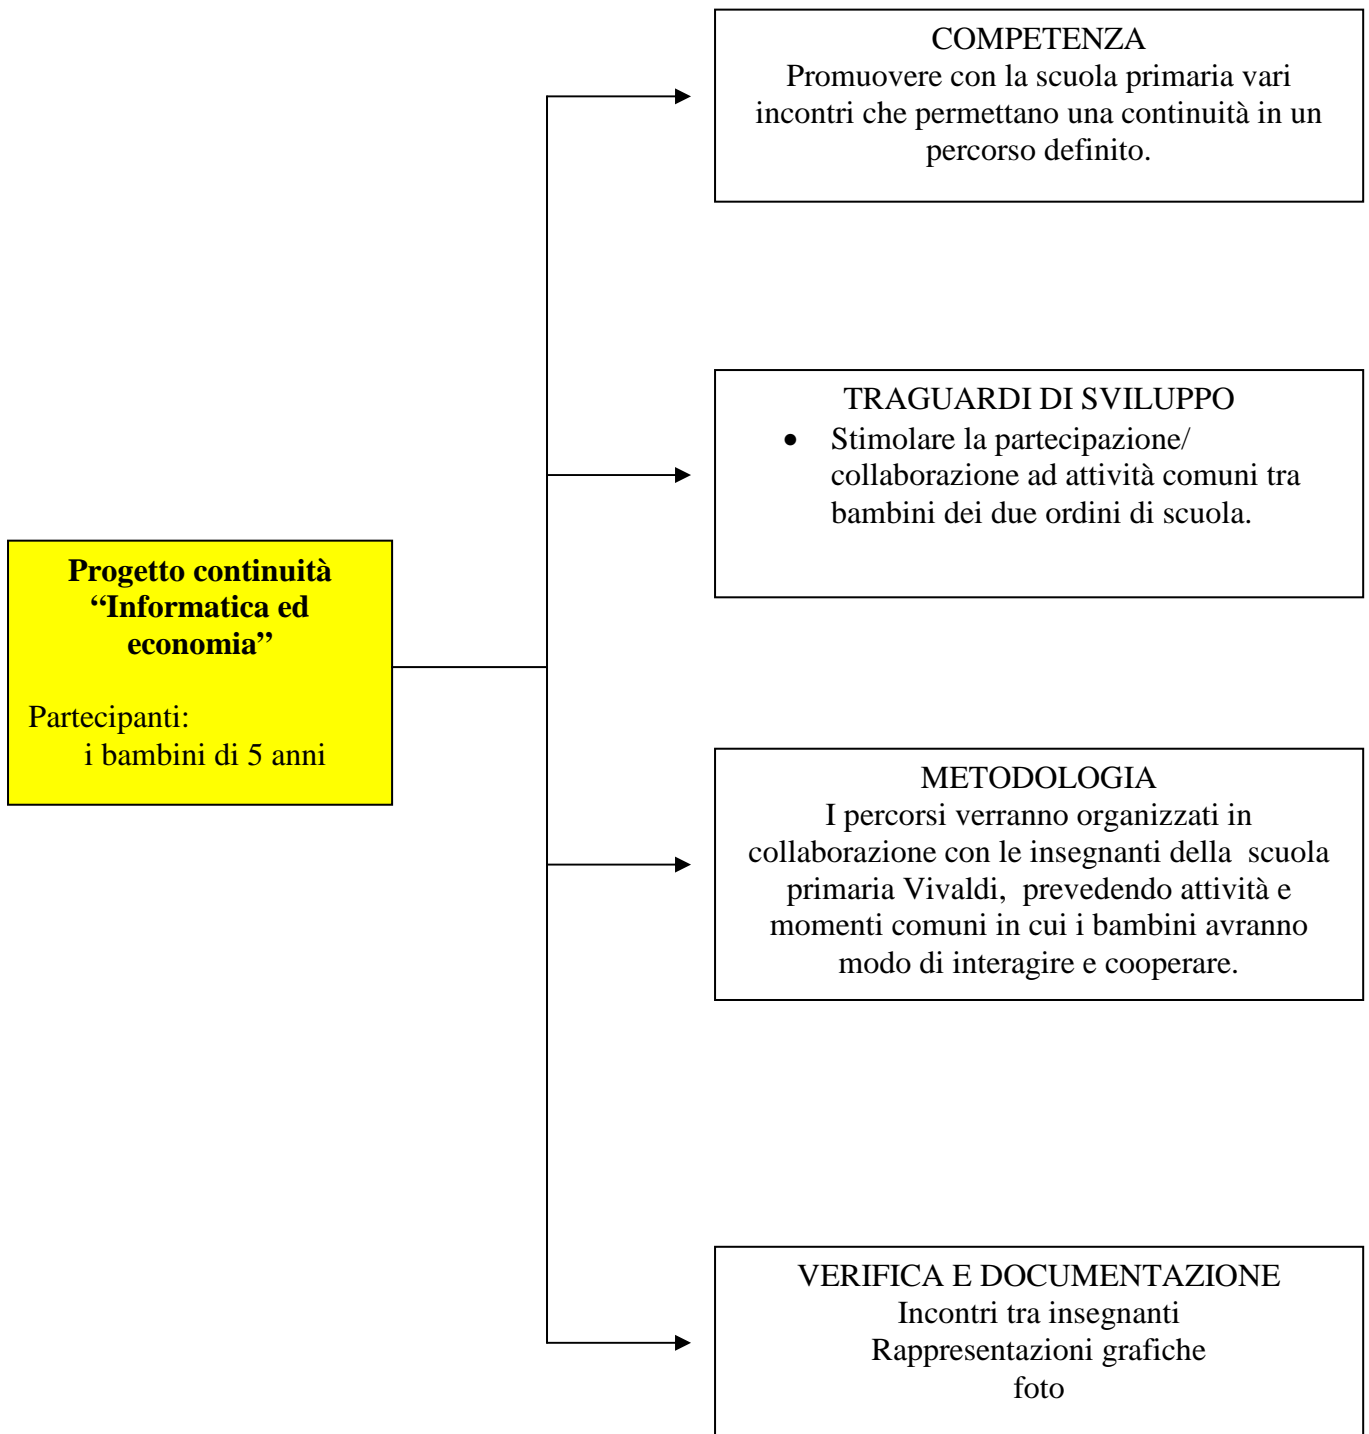 COMPETENZA
Promuovere con la scuola primaria vari
incontri che permettano una continuità in un
percorso definito.
TRAGUARDI DI SVILUPPO
• Stimolare la partecipazione/
collaborazione ad attività comuni tra
bambini dei due ordini di scuola.
Progetto continuità
“Informatica ed
economia”
Partecipanti:
i bambini di 5 anni
METODOLOGIA
I percorsi verranno organizzati in
collaborazione con le insegnanti della scuola
primaria Vivaldi, prevedendo attività e
momenti comuni in cui i bambini avranno
modo di interagire e cooperare.
VERIFICA E DOCUMENTAZIONE
Incontri tra insegnanti
Rappresentazioni grafiche
foto